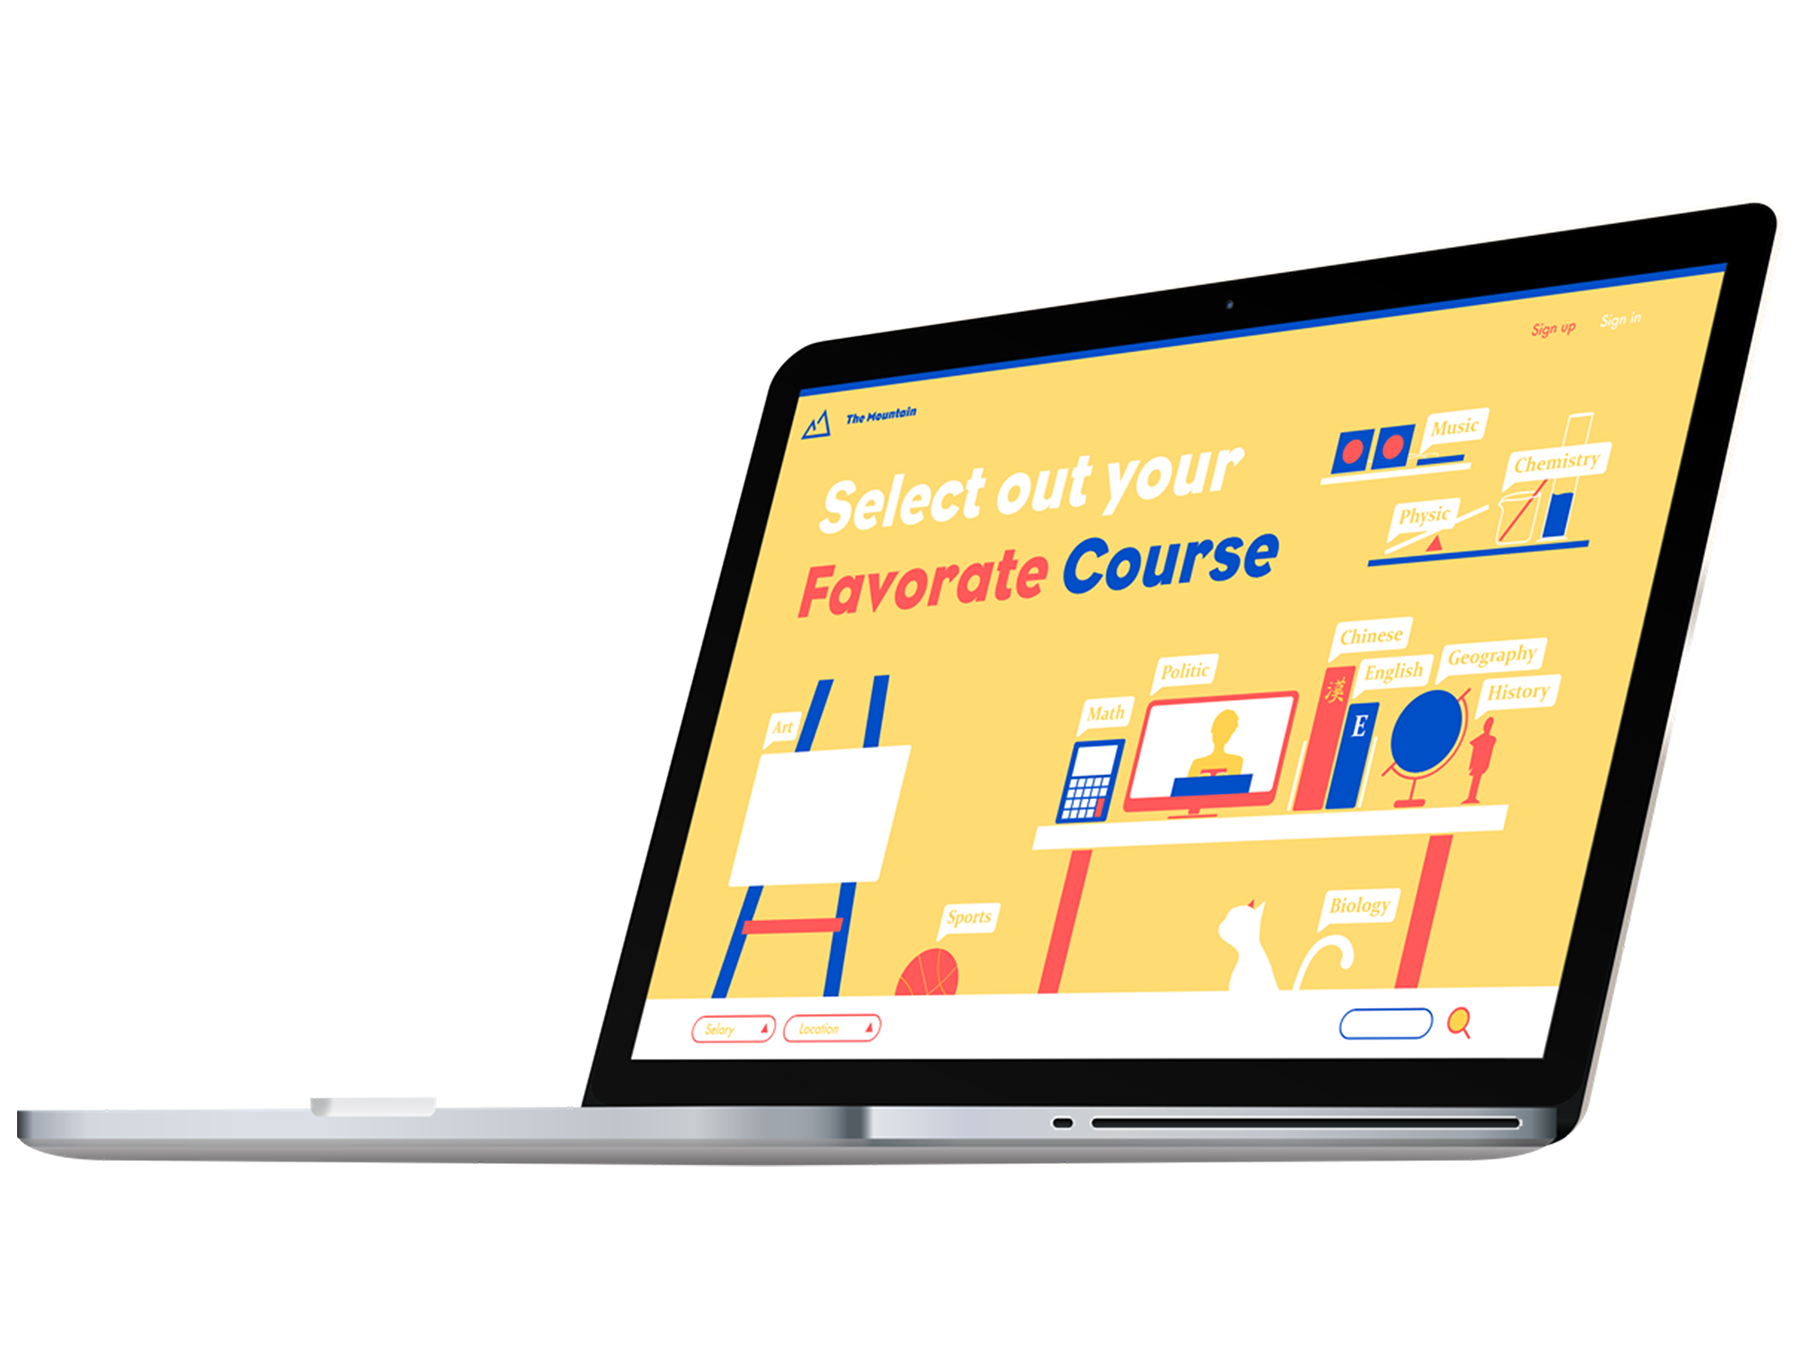 Sign up
Sign in
The Mountain
Select out your
Favorate Course
Music
Chemistry
Physic
Chinese
English
Geography
History
Politic
Math
Art
漢
E
Sports
Biology
Selary
Location